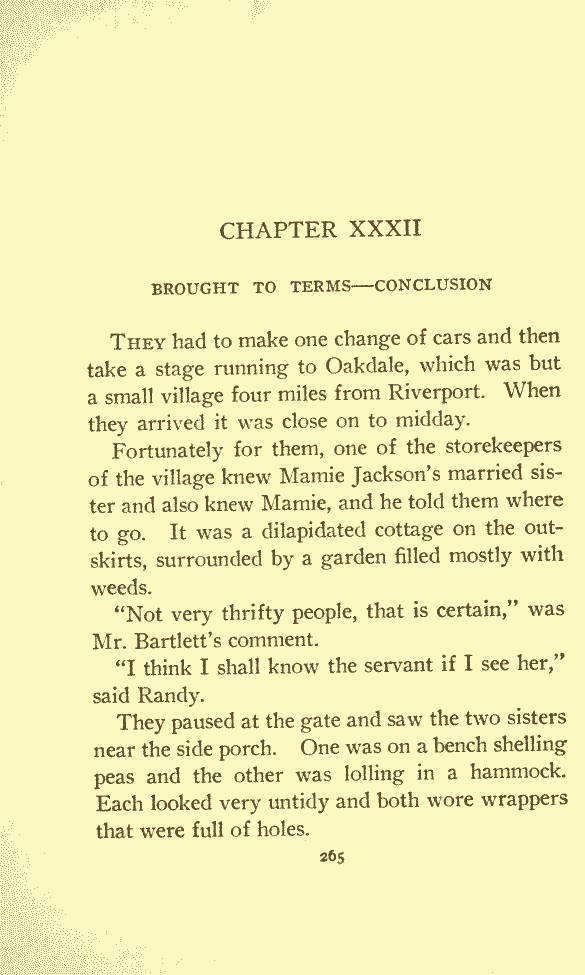 CHAPTER XXXII
BROUGHT TO TERMS—CONCLUSION
THEY had to make one change of cars and then
take a stage running to Oakdale, which was but
a small village four miles from Riverport. When
they arrived it was close on to midday.
Fortunately for them, one of the storekeepers
of the village knew Mamie Jackson's married sis-
ter and also knew Mamie, and he told them where
to go. It was a dilapidated cottage on the out-
skirts, surrounded by a garden filled mostly with
weeds.
"Not very thrifty people, that is certain," was
Mr. Bartlett's comment.
"I think I shall know the servant if I see her,"
said Randy.
They paused at the gate and saw the two sisters
near the side porch. One was on a bench shelling
peas and the other was lolling in a hammock.
Each looked very untidy and both wore wrappers
that were full of holes.
265